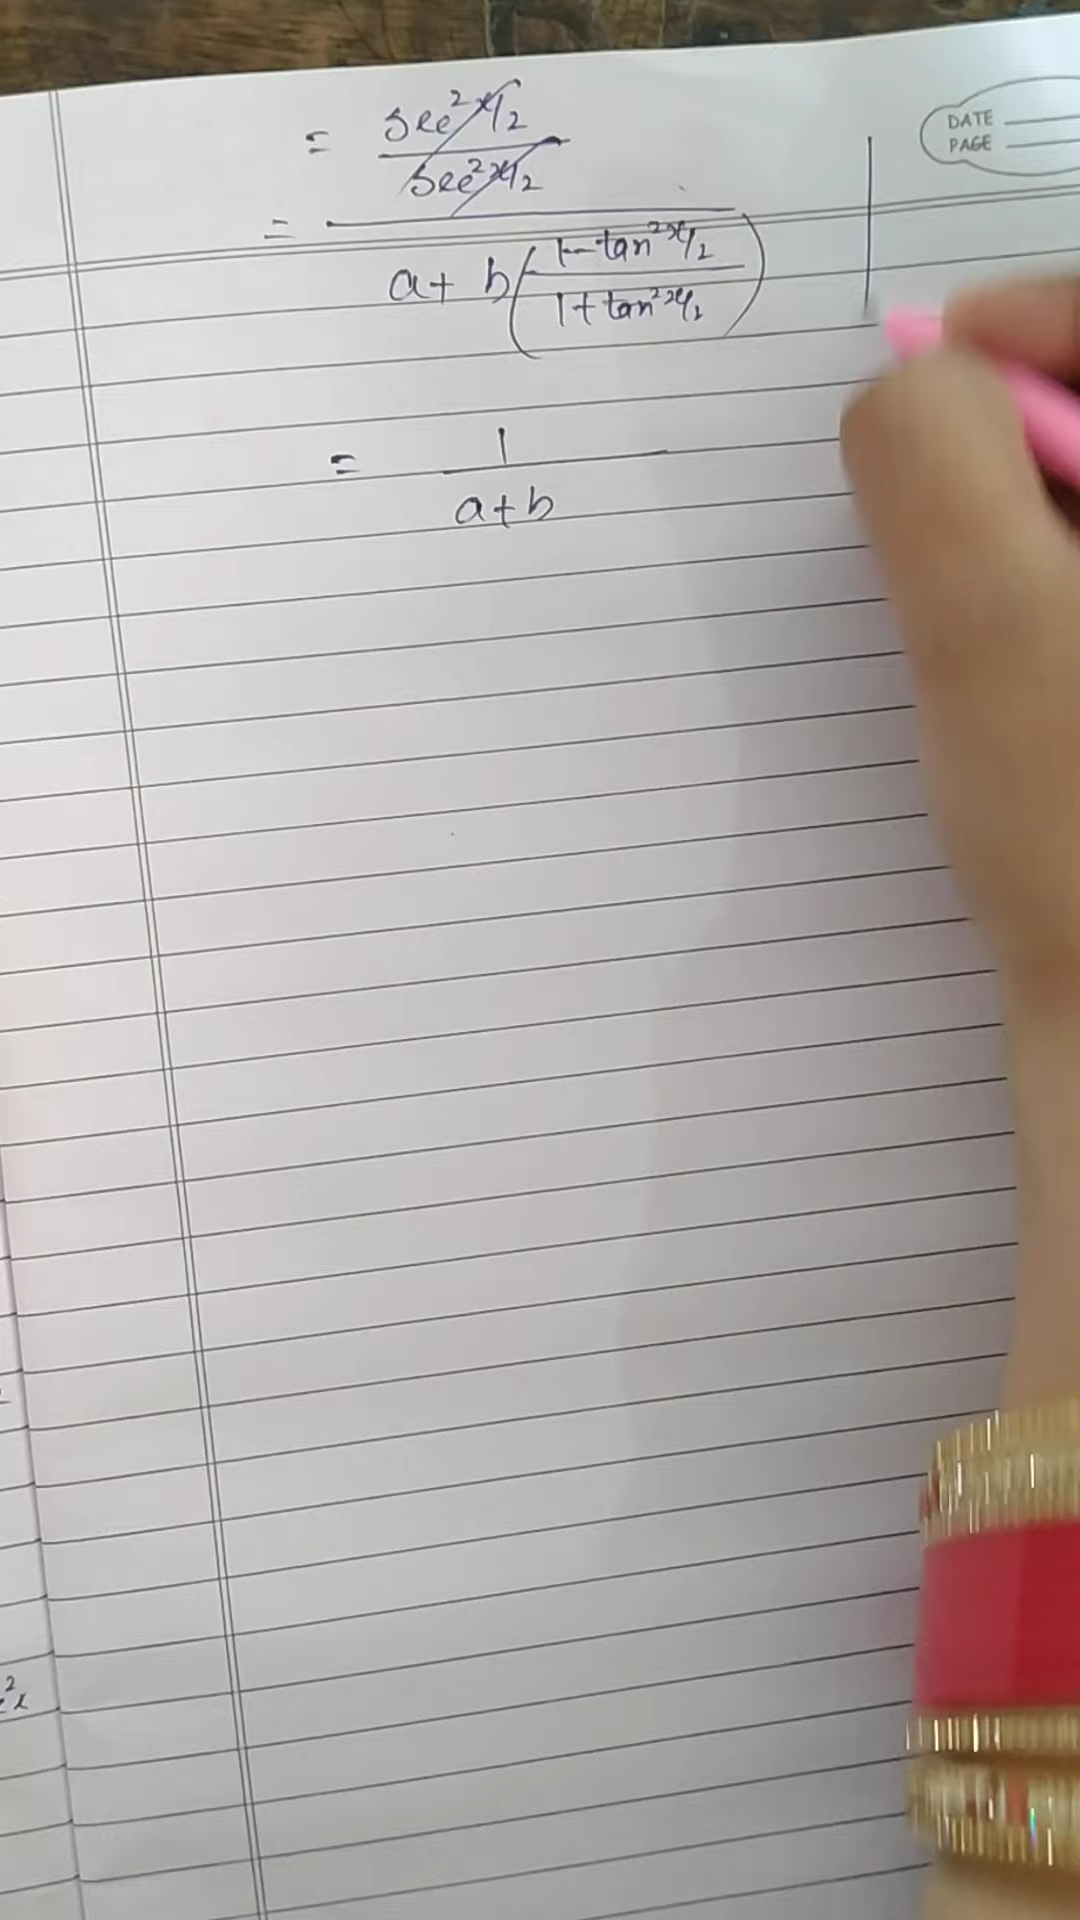 = sec²x/2
sec²x/2
=
a+ b(1-tan²x/2
1+tan²x/2)
= 1
a+b
DATE
PAGE